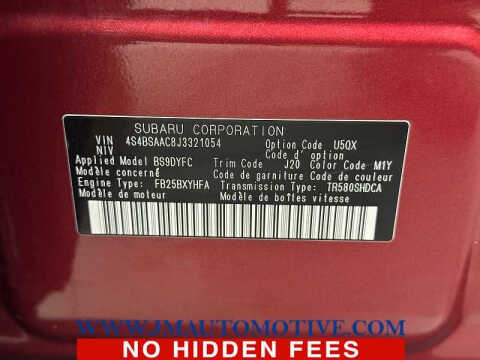 SUBARU CORPORATION
VIN 4S4BSAAC8J3321054 Option Code U5QX
NIV Code d' option
Applied Model BS9DYFC Trim Code J20 Color Code M1Y
Modèle concerné Code de garniture Code de couleur
Engine Type FB25BXYHFA Transmission Type TR580SHDCA
Modèle de moteur Modèle de boîtes vitesse
WWW.JMAUTOMOTIVE.COM
NO HIDDEN FEES